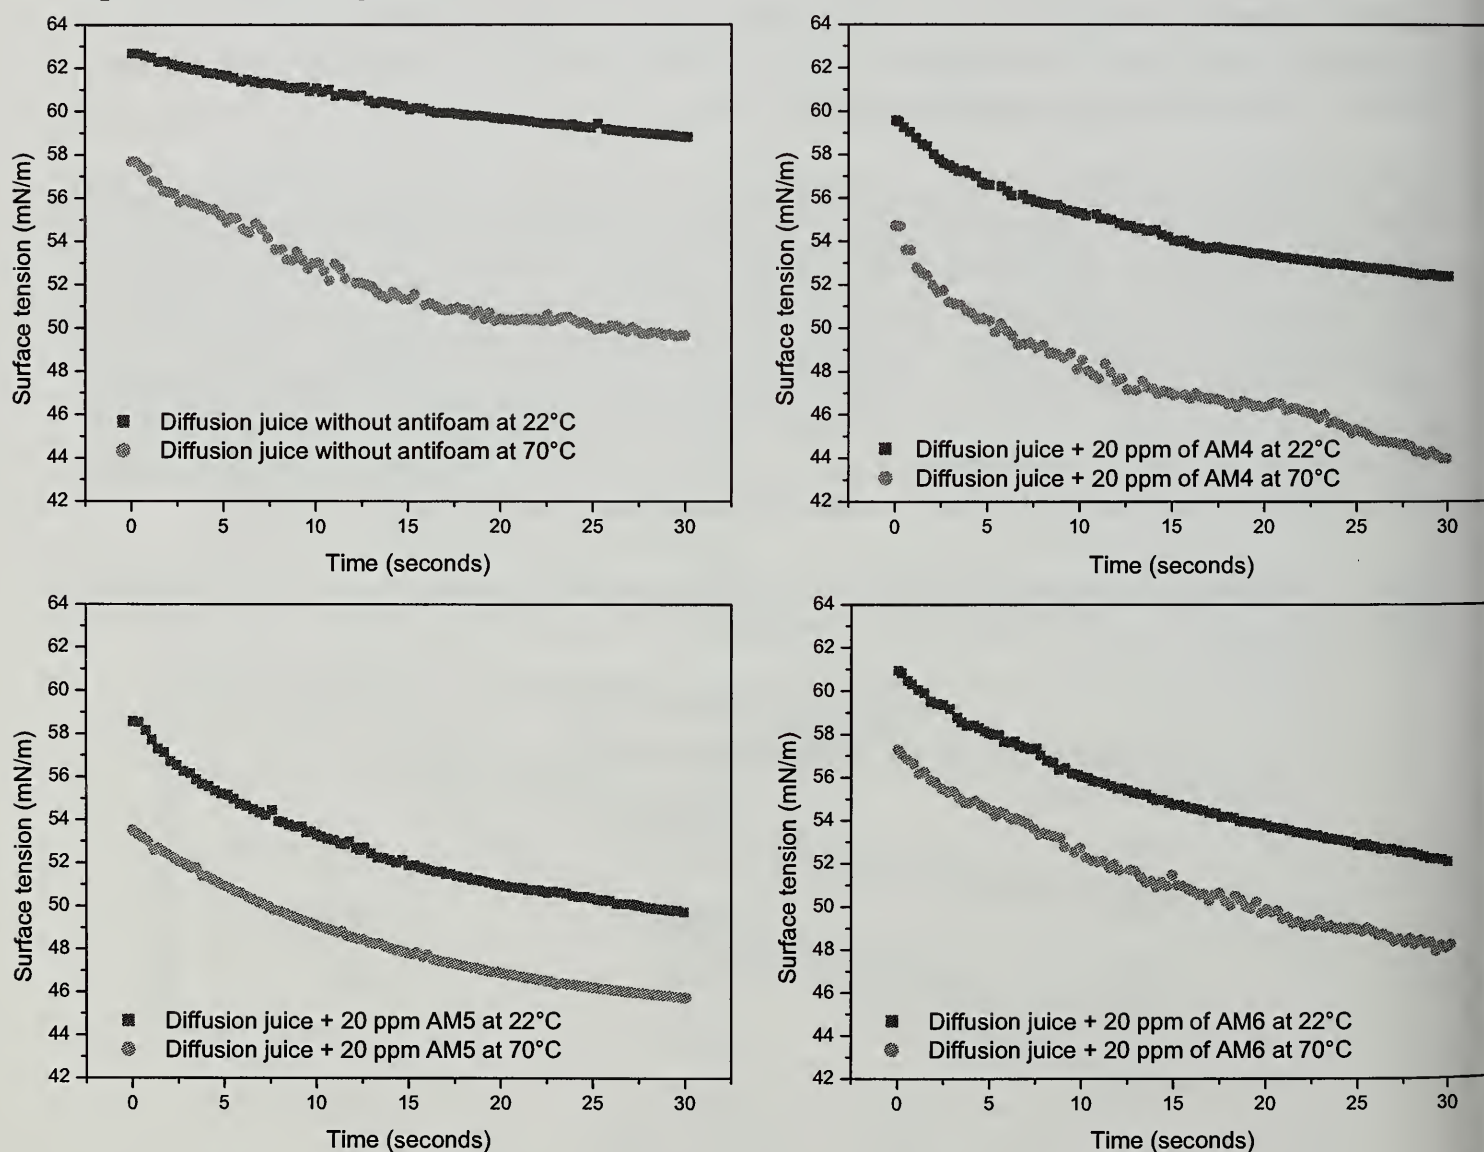 64
62
60
58
56
54
52
50
48
46
44
42
Surface tension (mN/m)
Diffusion juice without antifoam at 22°C
Diffusion juice without antifoam at 70°C
0 5 10 15 20 25 30
Time (seconds)
64
62
60
58
56
54
52
50
48
46
44
42
Surface tension (mN/m)
Diffusion juice + 20 ppm of AM4 at 22°C
Diffusion juice + 20 ppm of AM4 at 70°C
0 5 10 15 20 25 30
Time (seconds)
64
62
60
58
56
54
52
50
48
46
44
42
Surface tension (mN/m)
Diffusion juice + 20 ppm AM5 at 22°C
Diffusion juice + 20 ppm AM5 at 70°C
0 5 10 15 20 25 30
Time (seconds)
64
62
60
58
56
54
52
50
48
46
44
42
Surface tension (mN/m)
Diffusion juice + 20 ppm of AM6 at 22°C
Diffusion juice + 20 ppm of AM6 at 70°C
0 5 10 15 20 25 30
Time (seconds)